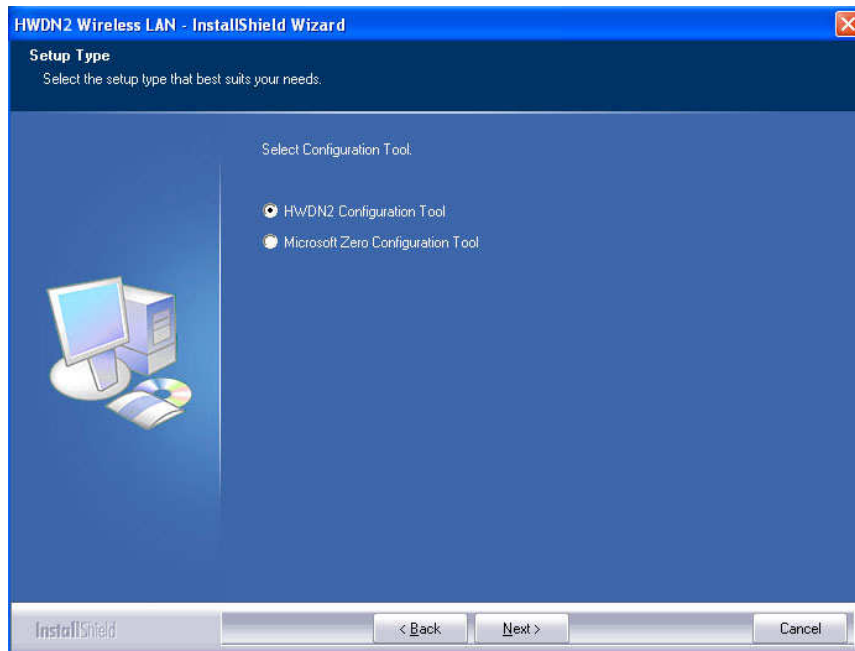 HWDN2 Wireless LAN - InstallShield Wizard
Setup Type
Select the setup type that best suits your needs.
Select Configuration Tool.
HWDN2 Configuration Tool
Microsoft Zero Configuration Tool
InstallShield
< Back
Next >
Cancel